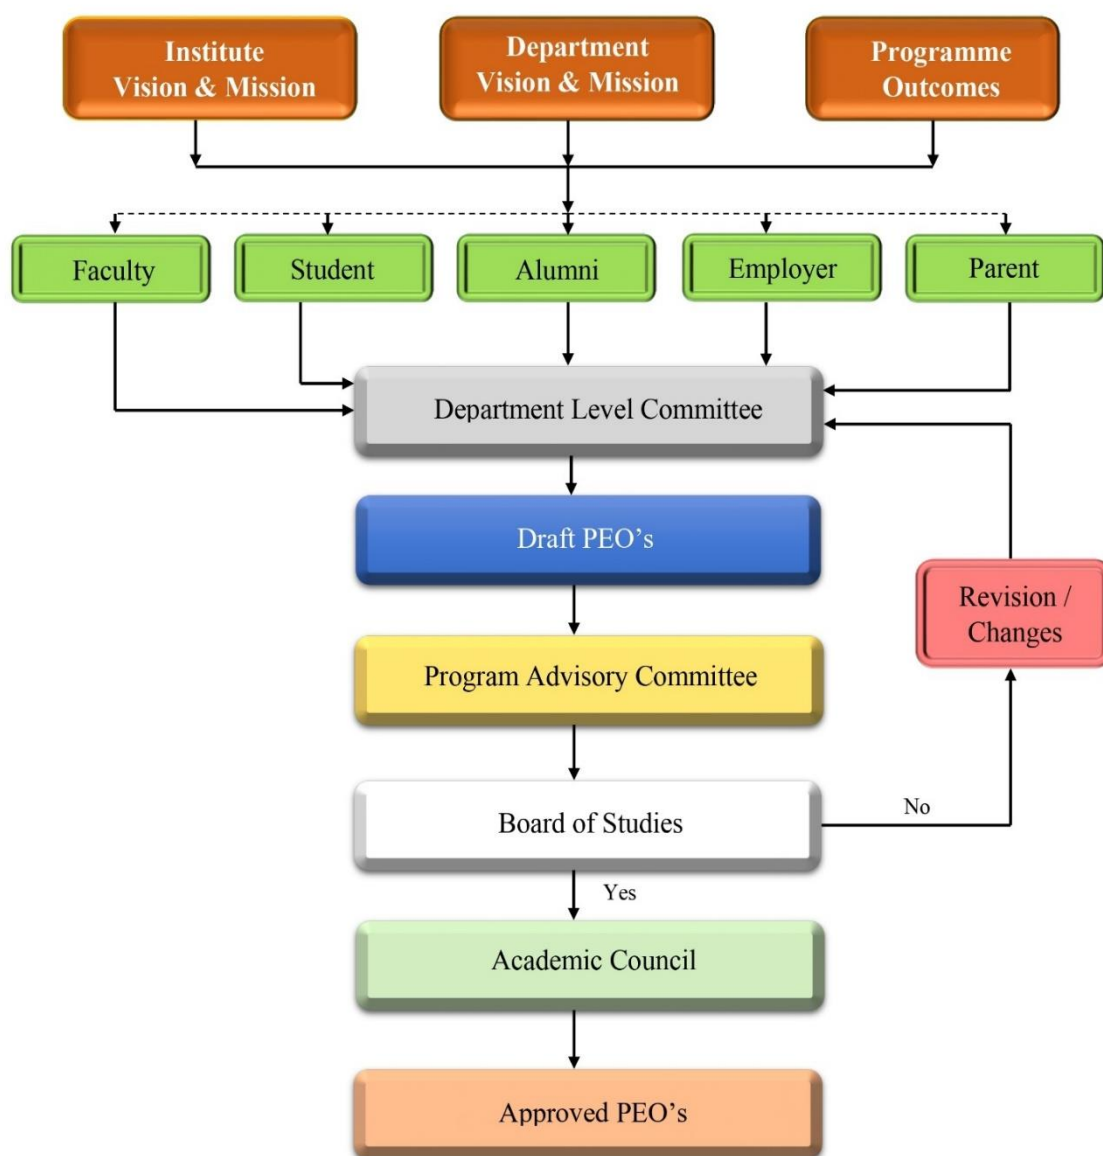 Institute
Vision & Mission
Department
Vision & Mission
Programme
Outcomes
Faculty
Student
Alumni
Employer
Parent
Department Level Committee
Draft PEO’s
Revision /
Changes
Program Advisory Committee
Board of Studies
No
Yes
Academic Council
Approved PEO’s